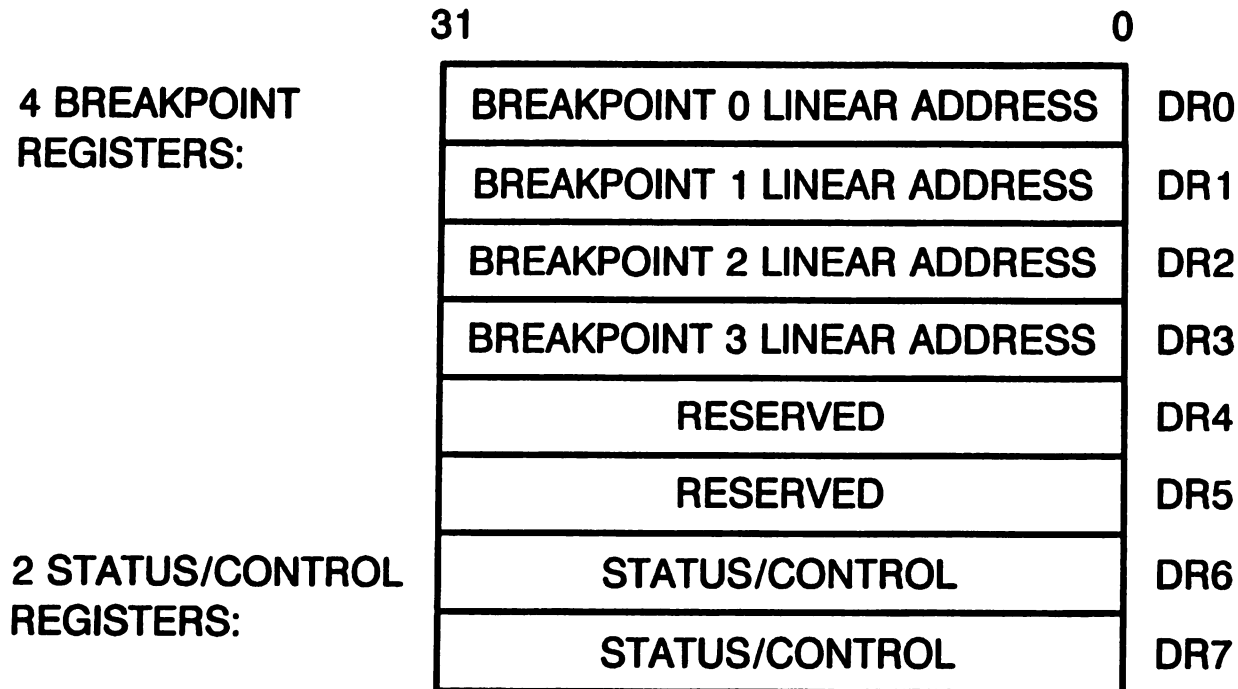 31 0
4 BREAKPOINT REGISTERS:
BREAKPOINT 0 LINEAR ADDRESS DR0
BREAKPOINT 1 LINEAR ADDRESS DR1
BREAKPOINT 2 LINEAR ADDRESS DR2
BREAKPOINT 3 LINEAR ADDRESS DR3
RESERVED DR4
RESERVED DR5
2 STATUS/CONTROL REGISTERS:
STATUS/CONTROL DR6
STATUS/CONTROL DR7